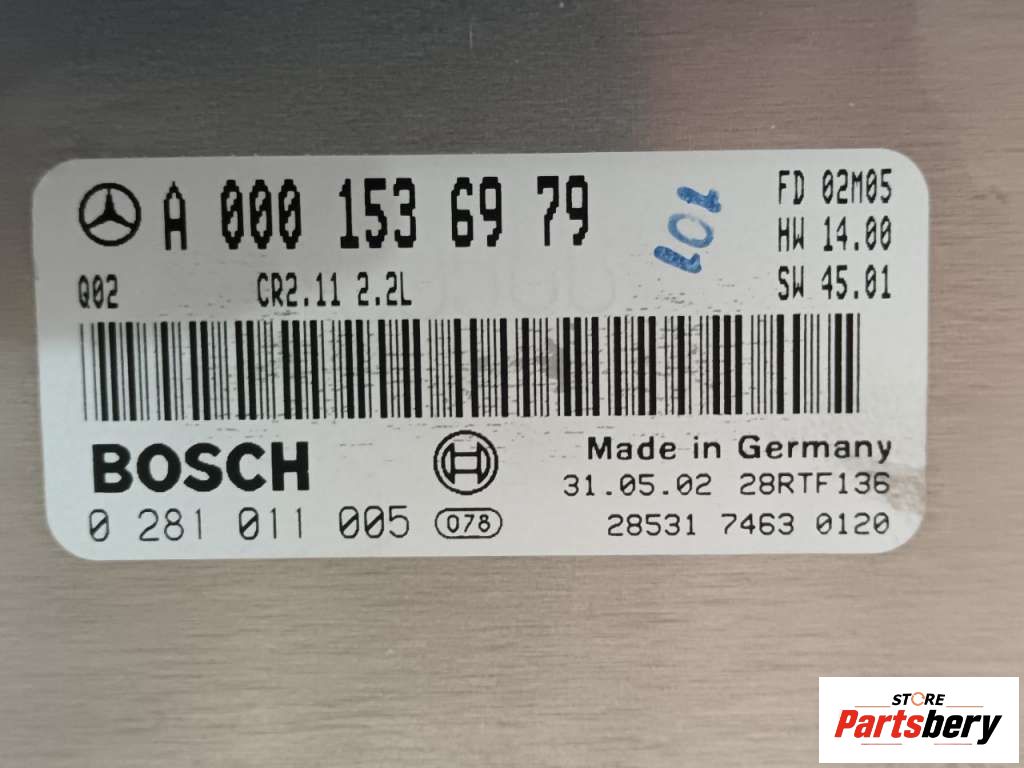 A 000 153 69 79
FD 02M05
HW 14.00
SW 45.01
Q02 CR2.11 2.2L
101
BOSCH
Made in Germany
31.05.02 28RTF136
0 281 011 005 078
28531 7463 0120
STORE
Partsbery